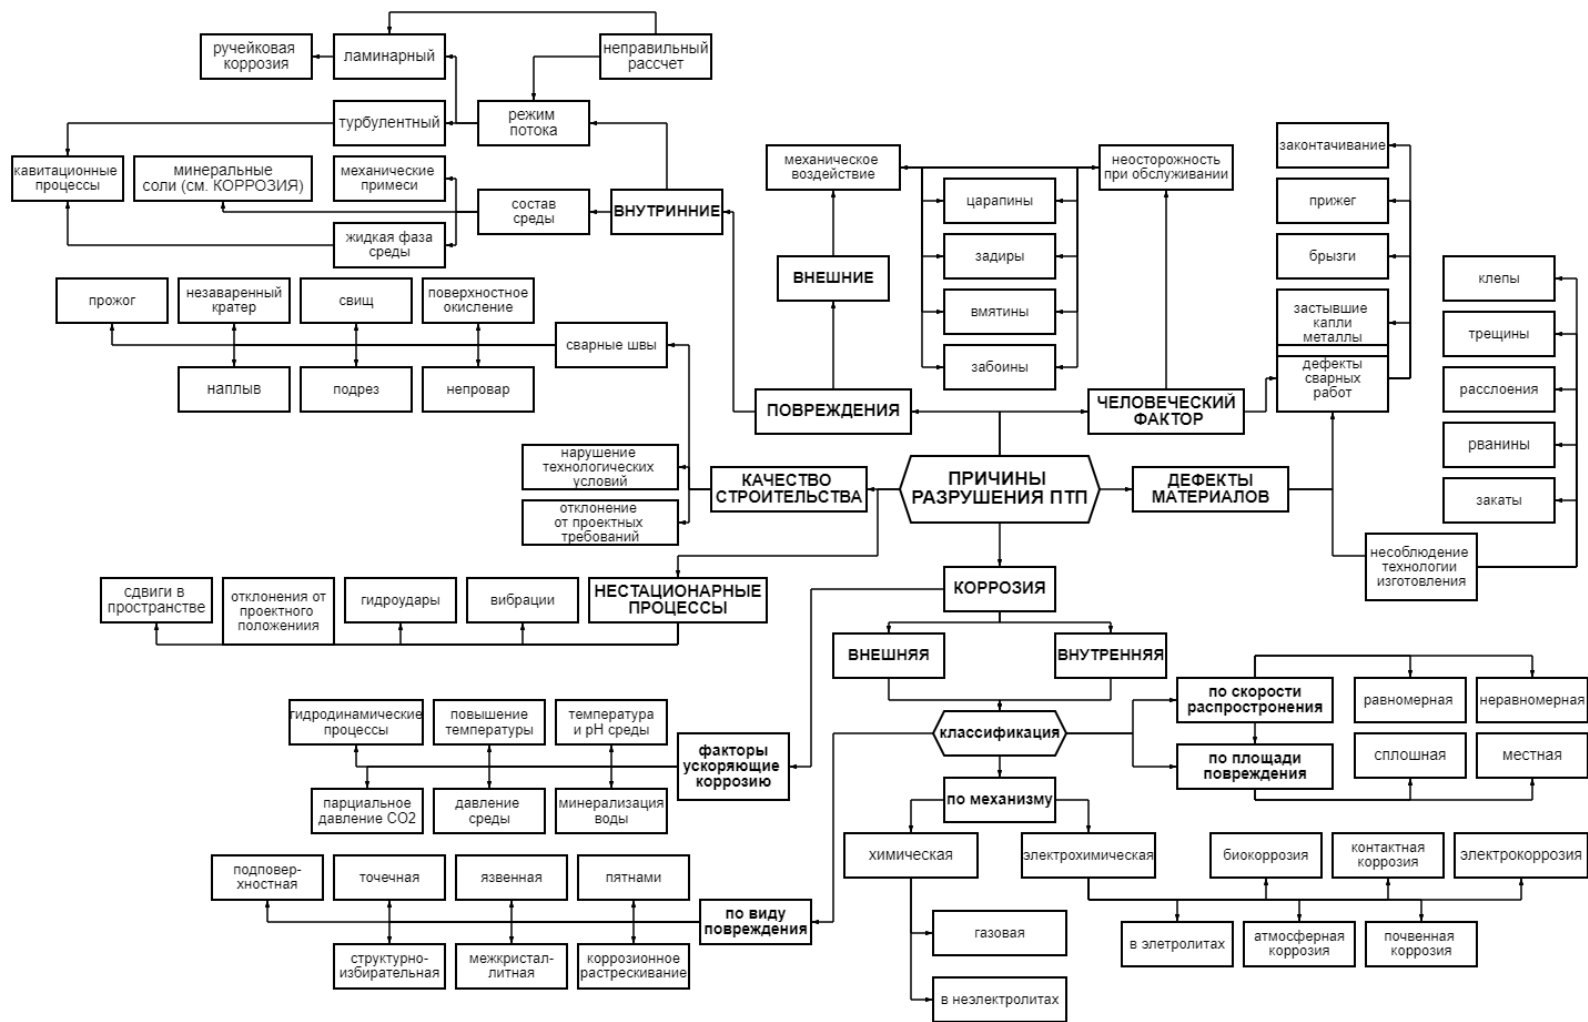 ручейковая
коррозия
ламинарный
неправильный
рассчет
турбулентный
режим
потока
кавитационные
процессы
минеральные
соли (см. КОРРОЗИЯ)
механические
примеси
состав
среды
ВНУТРИННИЕ
жидкая фаза
среды
механическое
воздействие
неосторожность
при обслуживании
царапины
задиры
вмятины
забоины
ВНЕШНИЕ
законтачивание
прижег
брызги
застывшие
капли
металлы
дефекты
сварных
работ
клепы
трещины
расслоения
рванины
закаты
прожог
незаваренный
кратер
свищ
поверхностное
окисление
сварные швы
наплыв
подрез
непровар
ПОВРЕЖДЕНИЯ
ЧЕЛОВЕЧЕСКИЙ
ФАКТОР
нарушение
технологических
условий
отклонение
от проектных
требований
КАЧЕСТВО
СТРОИТЕЛЬСТВА
ПРИЧИНЫ
РАЗРУШЕНИЯ ПТП
ДЕФЕКТЫ
МАТЕРИАЛОВ
несоблюдение
технологии
изготовления
сдвиги в
пространстве
отклонения от
проектного
положениия
гидроудары
вибрации
НЕСТАЦИОНАРНЫЕ
ПРОЦЕССЫ
КОРРОЗИЯ
ВНЕШНЯЯ
ВНУТРЕННЯЯ
гидродинамические
процессы
повышение
температуры
температура
и pH среды
факторы
ускоряющие
коррозию
парциальное
давление CO2
давление
среды
минерализация
воды
классификация
по скорости
распростронения
равномерная
неравномерная
по площади
повреждения
сплошная
местная
по механизму
химическая
электрохимическая
биокоррозия
контактная
коррозия
электрокоррозия
подповер-
хностная
точечная
язвенная
пятнами
по виду
повреждения
структурно-
избирательная
межкристал-
литная
коррозионное
растрескивание
газовая
в неэлектролитах
в элетролитах
атмосферная
коррозия
почвенная
коррозия